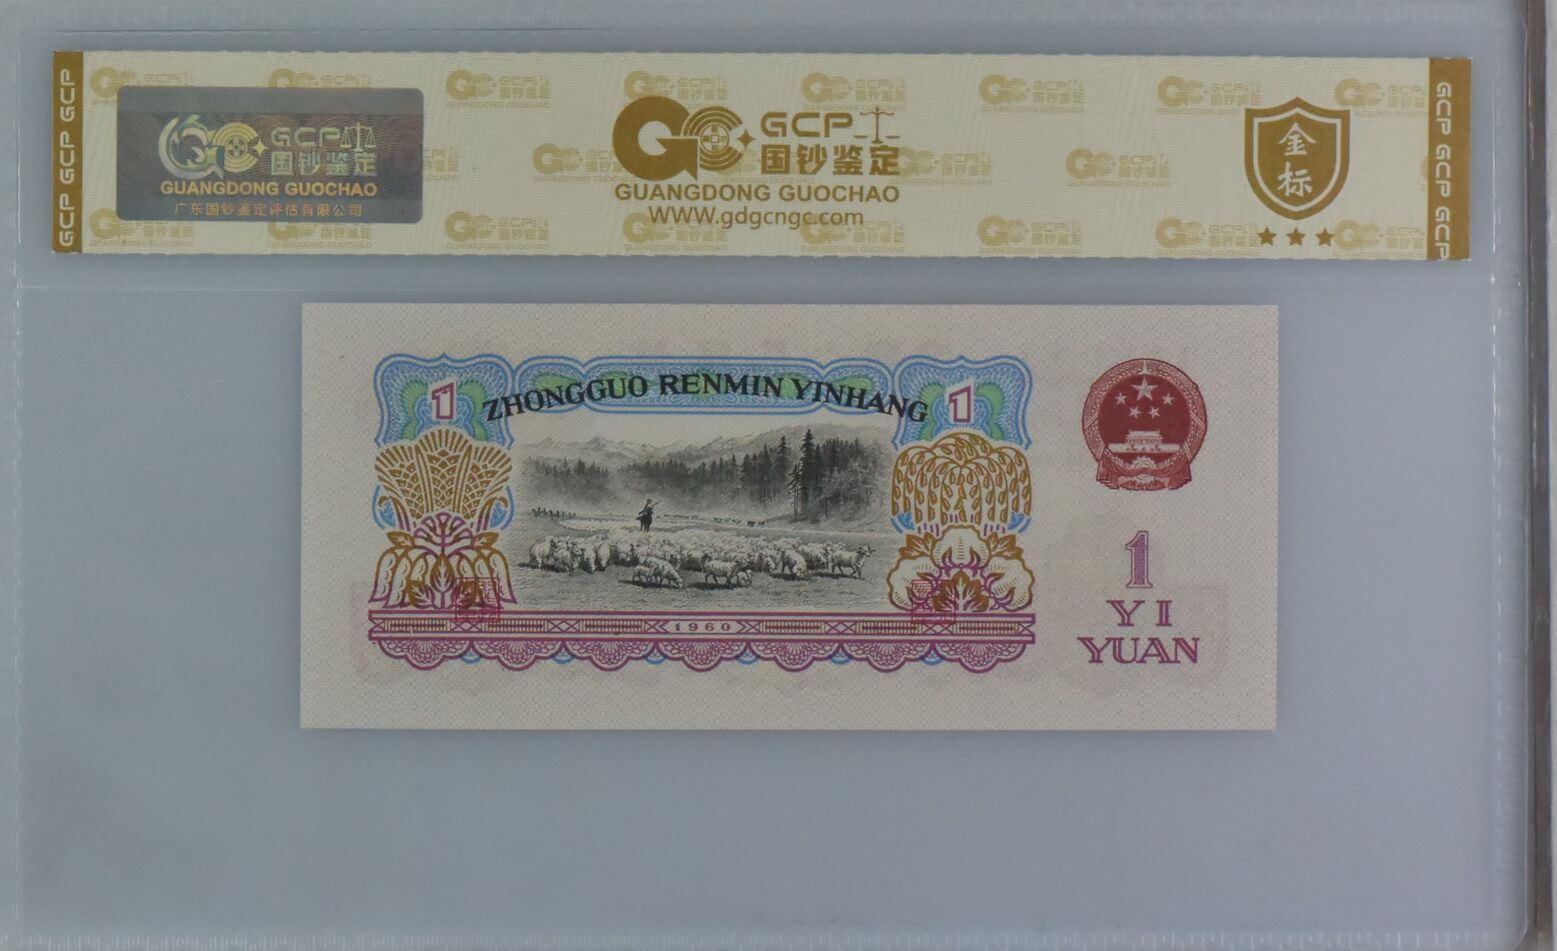 GCP GCP GCP
GCP
国钞鉴定
GUANGDONG GUOCHAO
广东国钞鉴定评估有限公司
GCP
国钞鉴定
GUANGDONG GUOCHAO
WWW.gdgcngc.com
金
标
GCP GCP GCP GCP
1
ZHONGGUO RENMIN YINHANG
1
1960
1
YI
YUAN